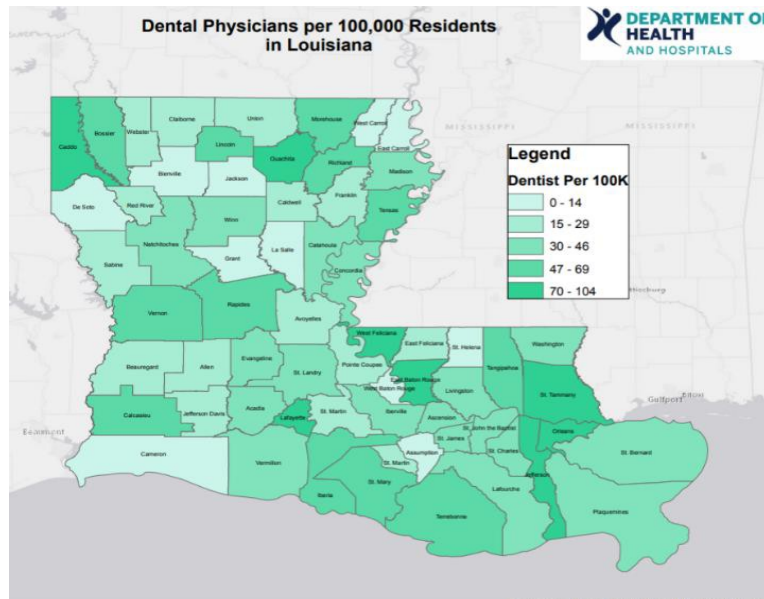 Dental Physicians per 100,000 Residents
in Louisiana
DEPARTMENT OF
HEALTH
AND HOSPITALS
MISSISSIPPI
MISSISSIPPI
Legend
Dentist Per 100K
0 - 14
15 - 29
30 - 46
47 - 69
70 - 104
Caddo
Bossier
Webster
Claiborne
Union
Morehouse
West Carroll
East Carroll
Lincoln
Ouachita
Richland
Madison
Bienville
Jackson
De Soto
Red River
Caldwell
Franklin
Tensas
Winn
Natchitoches
Sabine
Grant
La Salle
Catahoula
Concordia
Vernon
Rapides
Avoyelles
West Feliciana
East Feliciana
St. Helena
Washington
Tangipahoa
Beauregard
Allen
Evangeline
St. Landry
Pointe Coupee
East Baton Rouge
West Baton Rouge
Livingston
St. Tammany
Calcasieu
Jefferson Davis
Acadia
Lafayette
St. Martin
Iberville
Ascension
St. John the Baptist
St. James
St. Charles
Orleans
Jefferson
St. Bernard
Cameron
Vermilion
Iberia
St. Mary
St. Martin
Assumption
Lafourche
Terrebonne
Plaquemines
Beaumont
Gulfport